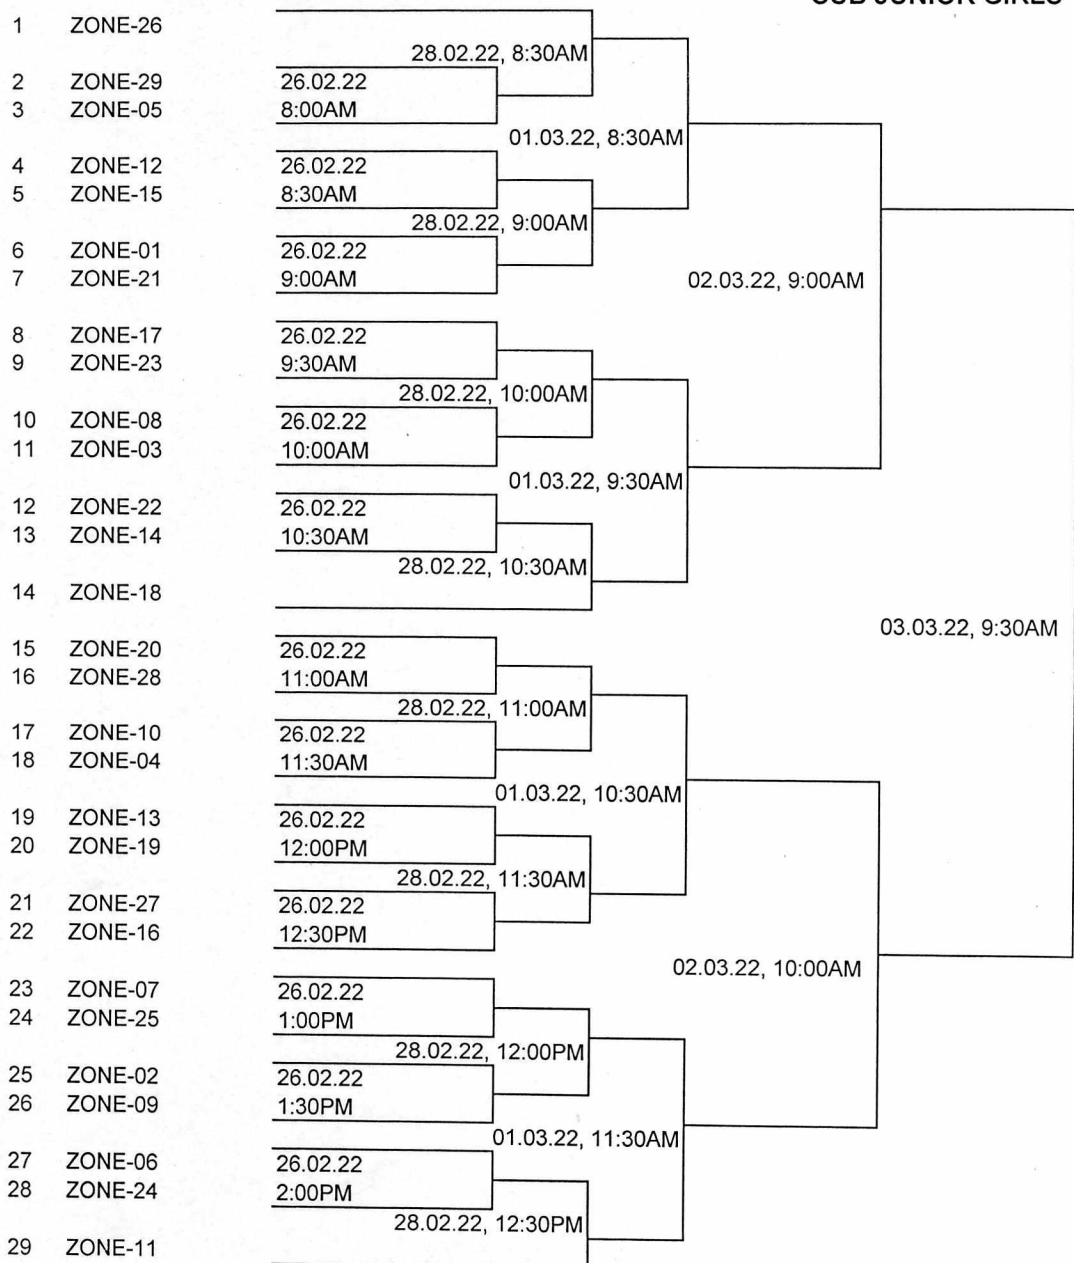 1 ZONE-26
28.02.22, 8:30AM
2 ZONE-29 26.02.22
3 ZONE-05 8:00AM
01.03.22, 8:30AM
4 ZONE-12 26.02.22
5 ZONE-15 8:30AM
28.02.22, 9:00AM
6 ZONE-01 26.02.22
7 ZONE-21 9:00AM
02.03.22, 9:00AM
8 ZONE-17 26.02.22
9 ZONE-23 9:30AM
28.02.22, 10:00AM
10 ZONE-08 26.02.22
11 ZONE-03 10:00AM
01.03.22, 9:30AM
12 ZONE-22 26.02.22
13 ZONE-14 10:30AM
28.02.22, 10:30AM
14 ZONE-18
03.03.22, 9:30AM
15 ZONE-20 26.02.22
16 ZONE-28 11:00AM
28.02.22, 11:00AM
17 ZONE-10 26.02.22
18 ZONE-04 11:30AM
01.03.22, 10:30AM
19 ZONE-13 26.02.22
20 ZONE-19 12:00PM
28.02.22, 11:30AM
21 ZONE-27 26.02.22
22 ZONE-16 12:30PM
02.03.22, 10:00AM
23 ZONE-07 26.02.22
24 ZONE-25 1:00PM
28.02.22, 12:00PM
25 ZONE-02 26.02.22
26 ZONE-09 1:30PM
01.03.22, 11:30AM
27 ZONE-06 26.02.22
28 ZONE-24 2:00PM
28.02.22, 12:30PM
29 ZONE-11